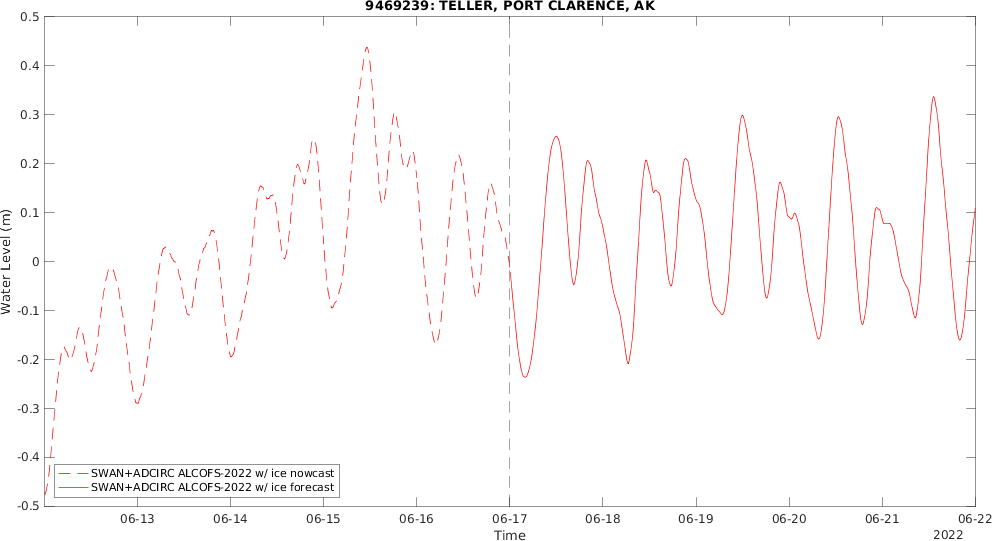 9469239: TELLER, PORT CLARENCE, AK
Water Level (m)
0.5
0.4
0.3
0.2
0.1
0
-0.1
-0.2
-0.3
-0.4
-0.5
SWAN+ADCIRC ALCOFS-2022 w/ ice nowcast
SWAN+ADCIRC ALCOFS-2022 w/ ice forecast
06-13 06-14 06-15 06-16 06-17 06-18 06-19 06-20 06-21 06-22
Time
2022